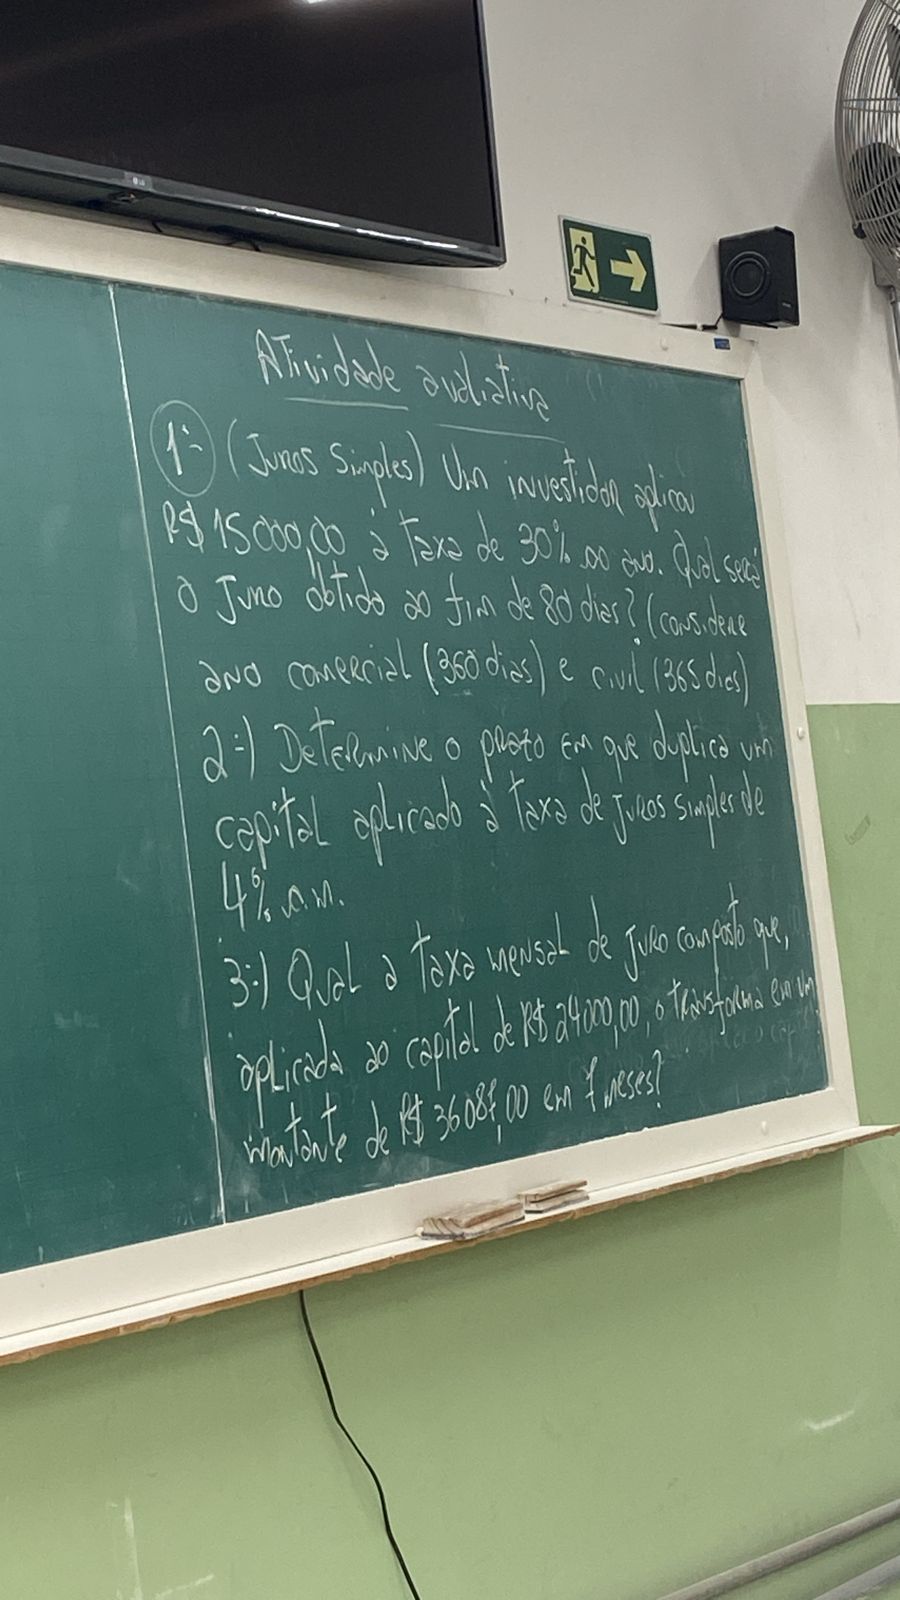 LG
Atividade avaliativa
1-) (Juros Simples) Um investidor aplicou
R$ 15000,00 à taxa de 30% ao ano. Qual será
o juro obtido ao fim de 80 dias? (considere
ano comercial (360 dias) e civil (365 dias)
2-) Determine o prazo em que duplica um
capital aplicado à taxa de juros simples de
4% a.m.
3-) Qual a taxa mensal de juro composto que,
aplicada ao capital de R$ 24000,00, o transforma em um
montante de R$ 36087,00 em 7 meses?